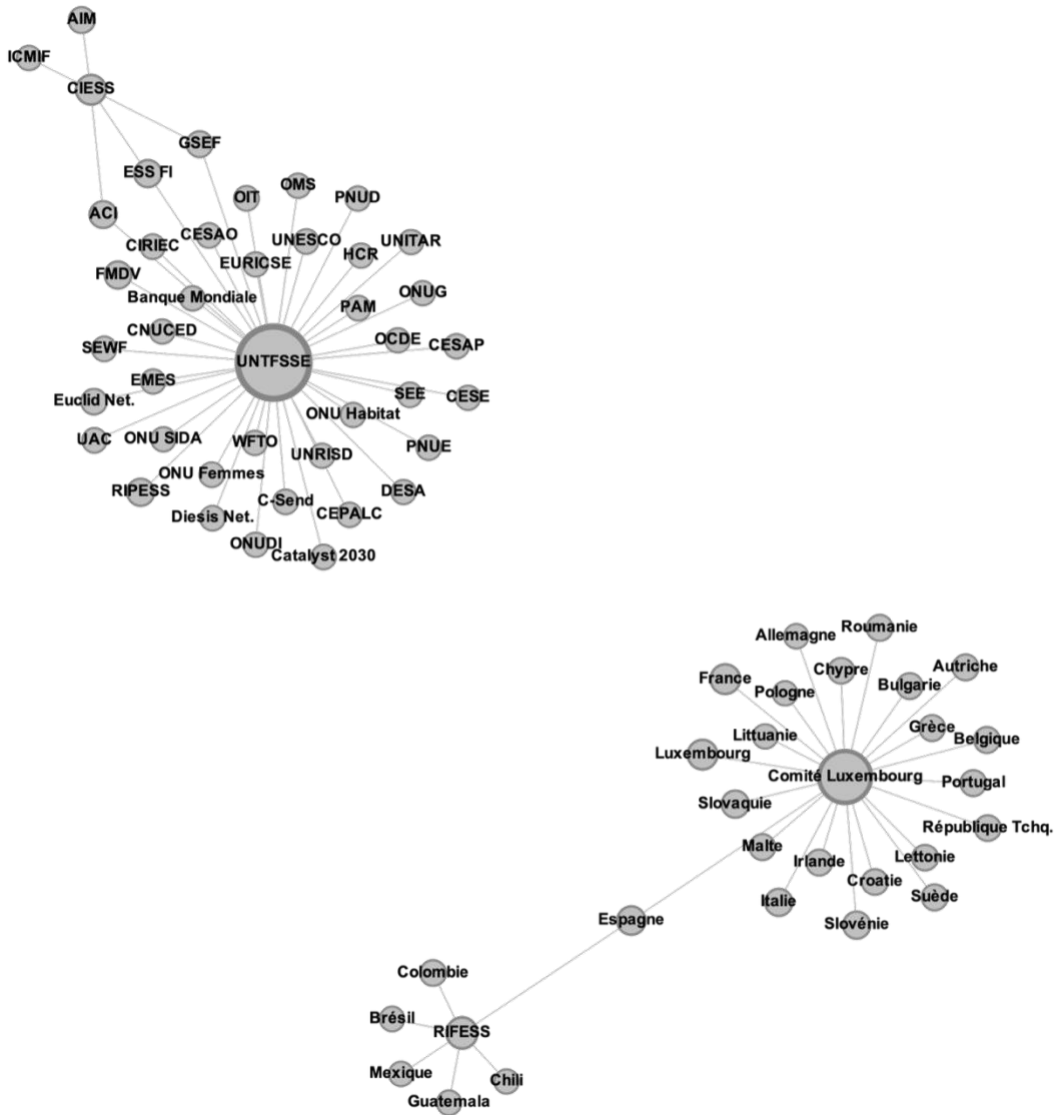 AIM
ICMIF
CIESS
GSEF
ESS FI
OIT
OMS
PNUD
ACI
CIRIEC
CESAO
EURICSE
UNESCO
HCR
UNITAR
FMDV
Banque Mondiale
PAM
ONUG
CNUCED
SEWF
UNTFSSE
OCDE
CESAP
EMES
Euclid Net.
SEE
CESE
ONU Habitat
UAC
ONU SIDA
WFTO
UNRISD
PNUE
ONU Femmes
RIPESS
C-Send
DESA
Diesis Net.
CEPALC
ONUDI
Catalyst 2030
Allemagne
Roumanie
France
Pologne
Chypre
Bulgarie
Autriche
Littuanie
Grèce
Belgique
Luxembourg
Comité Luxembourg
Portugal
Slovaquie
République Tchq.
Malte
Irlande
Lettonie
Croatie
Italie
Suède
Slovénie
Espagne
Colombie
Brésil
RIFESS
Mexique
Chili
Guatemala